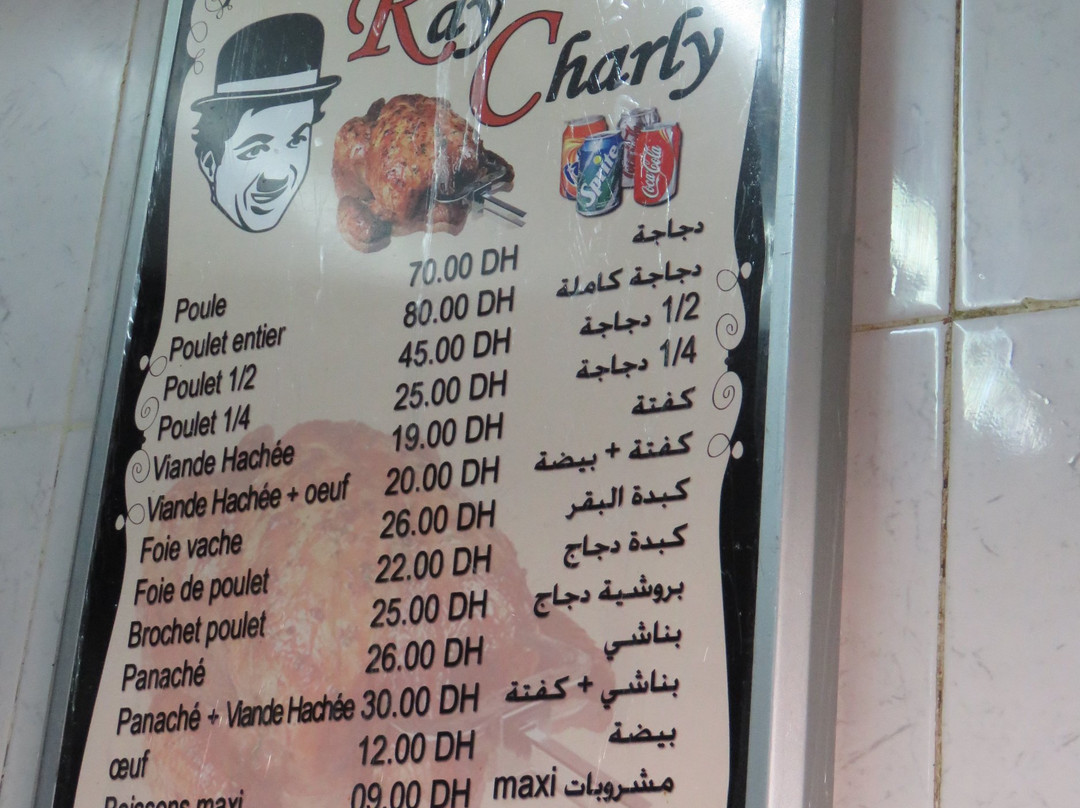 Ray
Charly
Sprite
Coca-Cola
Poule 70.00 DH دجاجة
Poulet entier 80.00 DH دجاجة كاملة
Poulet 1/2 45.00 DH 1/2 دجاجة
Poulet 1/4 25.00 DH 1/4 دجاجة
Viande Hachée 19.00 DH كفتة
Viande Hachée + oeuf 20.00 DH كفتة + بيضة
Foie vache 26.00 DH كبدة البقر
Foie de poulet 22.00 DH كبدة دجاج
Brochet poulet 25.00 DH بروشية دجاج
Panaché 26.00 DH بناشي
Panaché + Viande Hachée 30.00 DH بناشي + كفتة
œuf 12.00 DH بيضة
Boissons maxi 09.00 DH مشروبات maxi